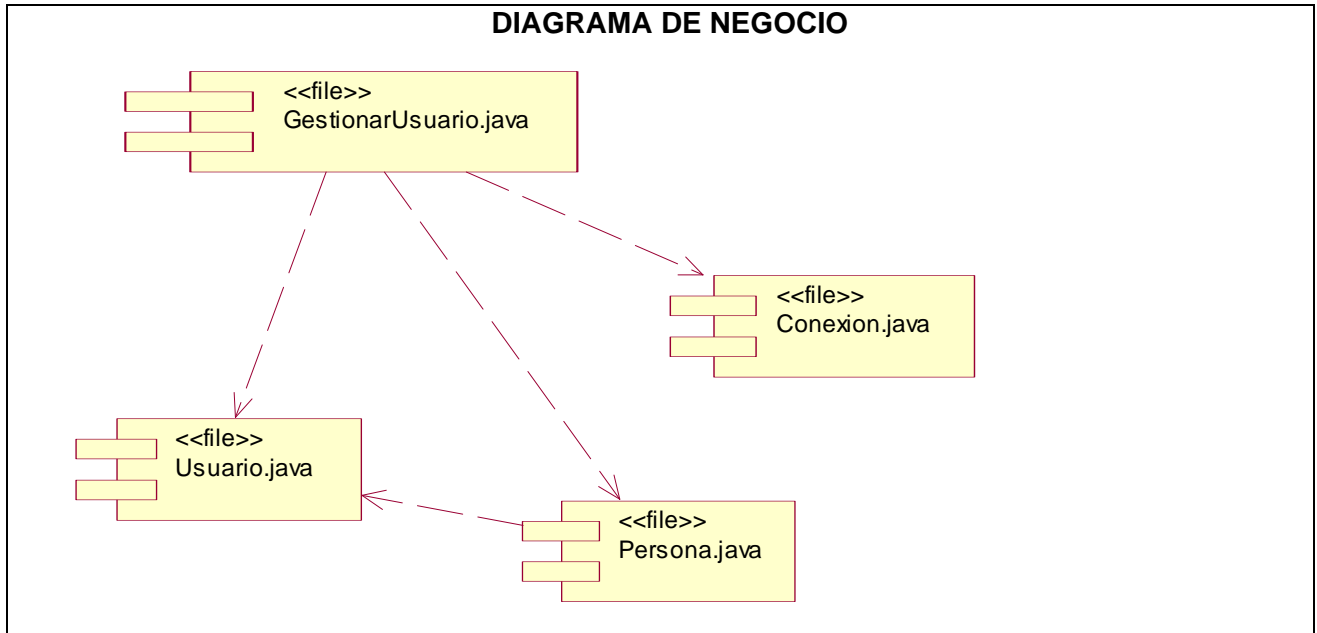 DIAGRAMA DE NEGOCIO
<<file>>
GestionarUsuario.java
<<file>>
Conexion.java
<<file>>
Usuario.java
<<file>>
Persona.java